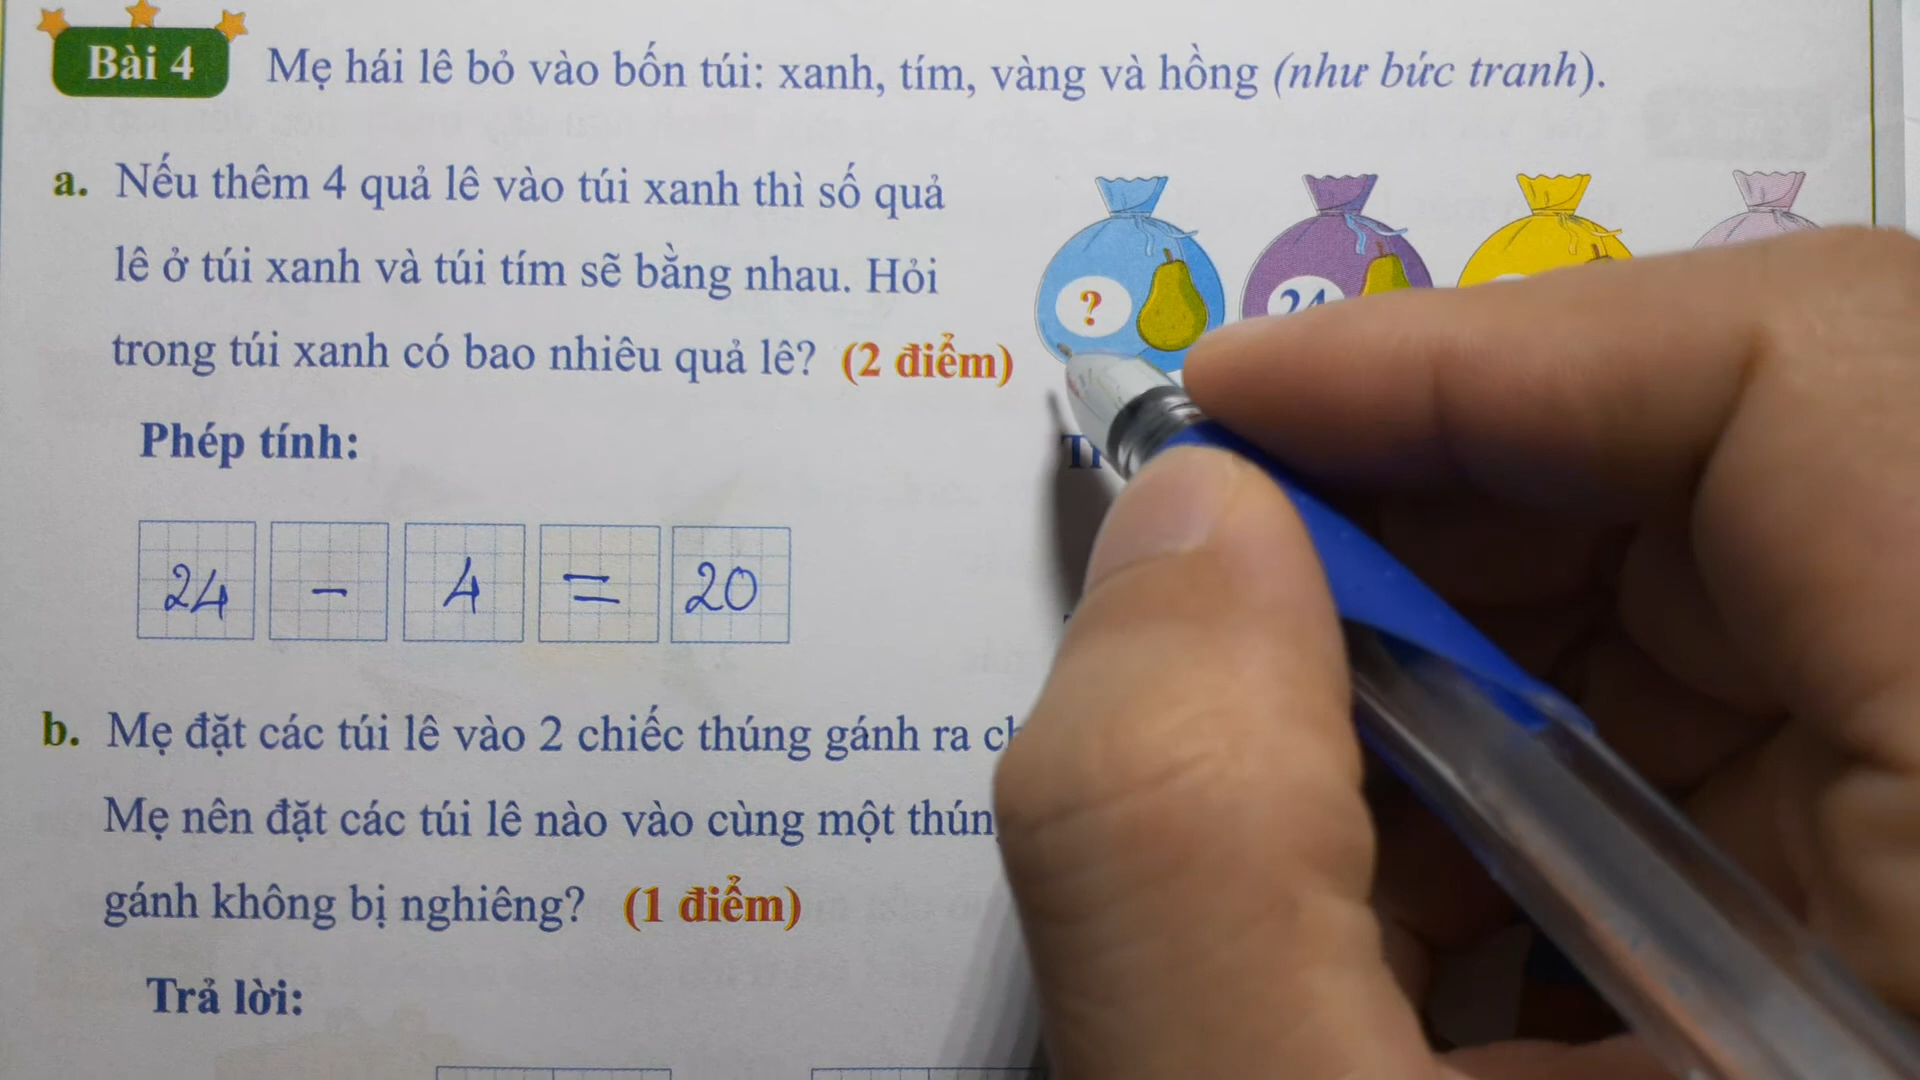 Bài 4 Mẹ hái lê bỏ vào bốn túi: xanh, tím, vàng và hồng (như bức tranh).
a. Nếu thêm 4 quả lê vào túi xanh thì số quả
lê ở túi xanh và túi tím sẽ bằng nhau. Hỏi
trong túi xanh có bao nhiêu quả lê? (2 điểm)
? 24
Phép tính:
24 - 4 = 20
b. Mẹ đặt các túi lê vào 2 chiếc thúng gánh ra
Mẹ nên đặt các túi lê nào vào cùng một
gánh không bị nghiêng? (1 điểm)
Trả lời: